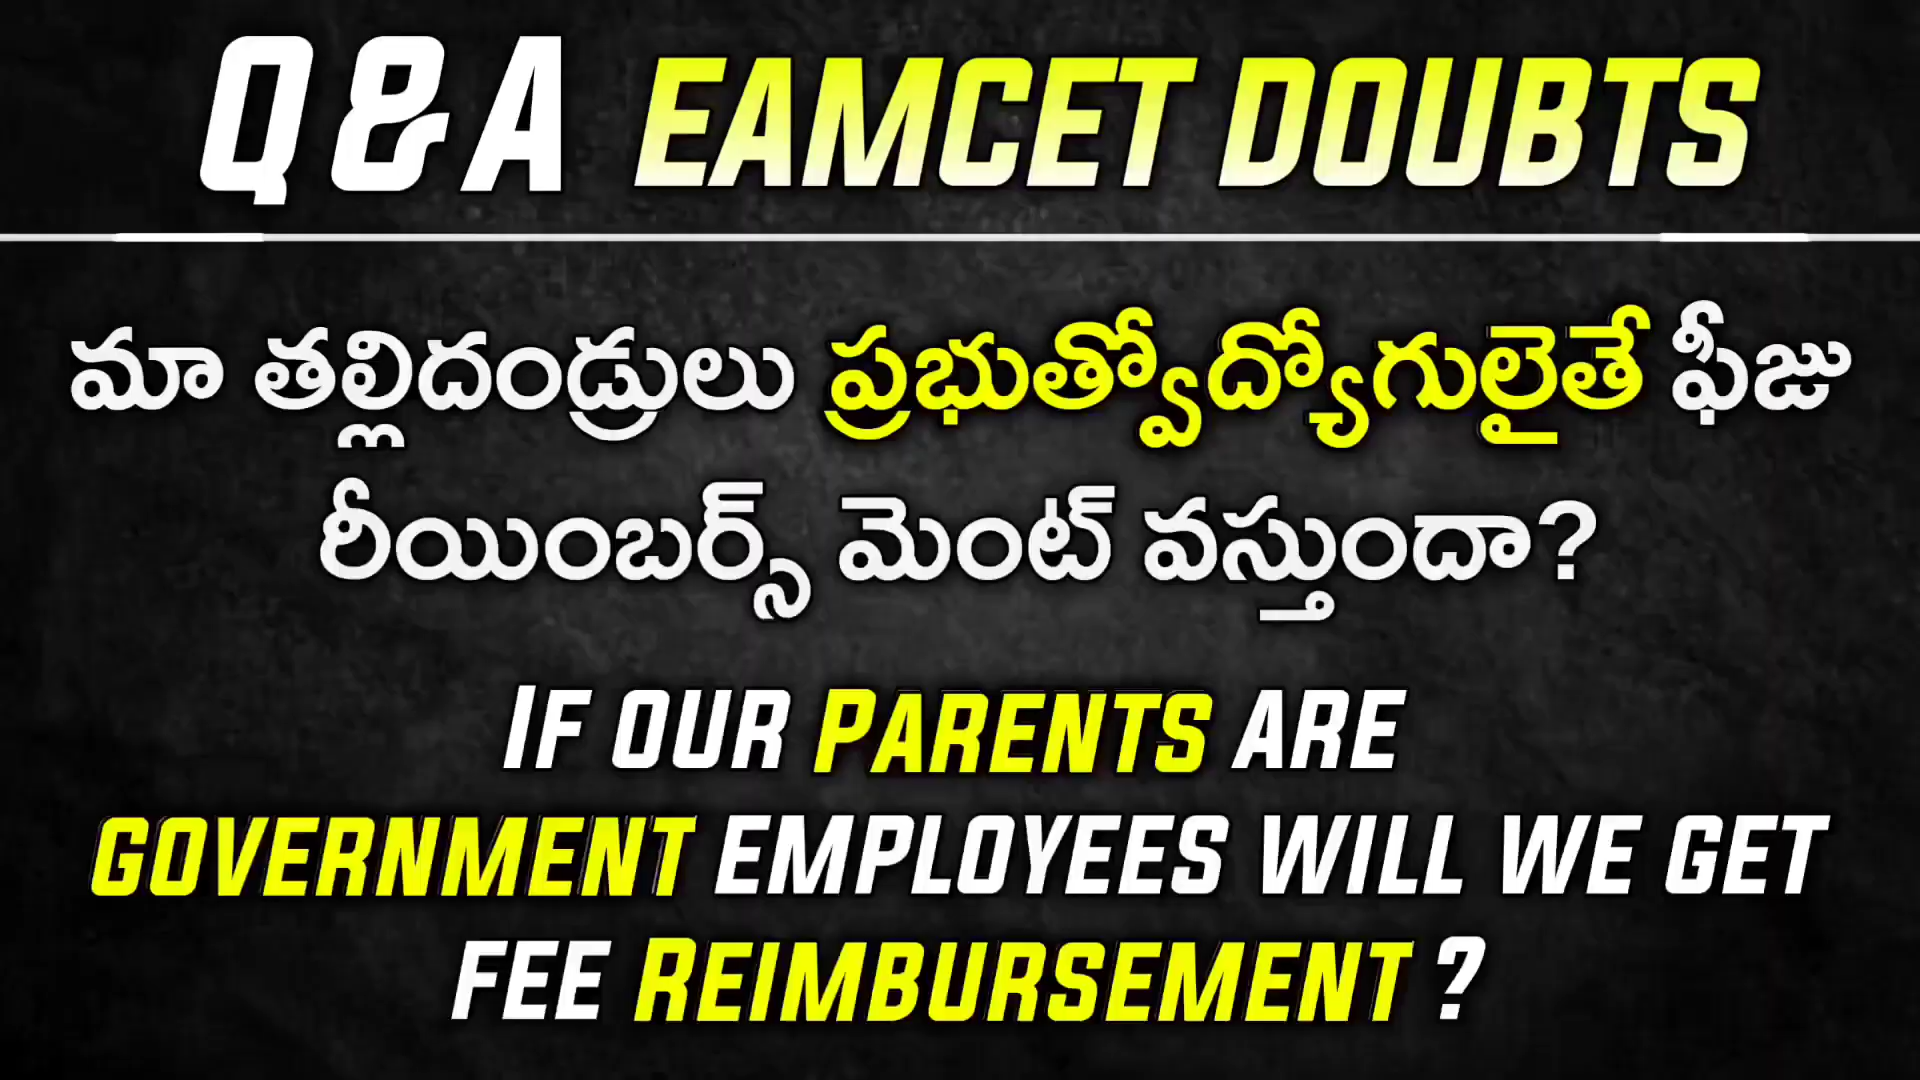 Q&A EAMCET DOUBTS
మా తల్లిదండ్రులు ప్రభుత్వోద్యోగులైతే ఫీజు
రీయింబర్స్ మెంట్ వస్తుందా?
IF OUR PARENTS ARE
GOVERNMENT EMPLOYEES WILL WE GET
FEE REIMBURSEMENT ?